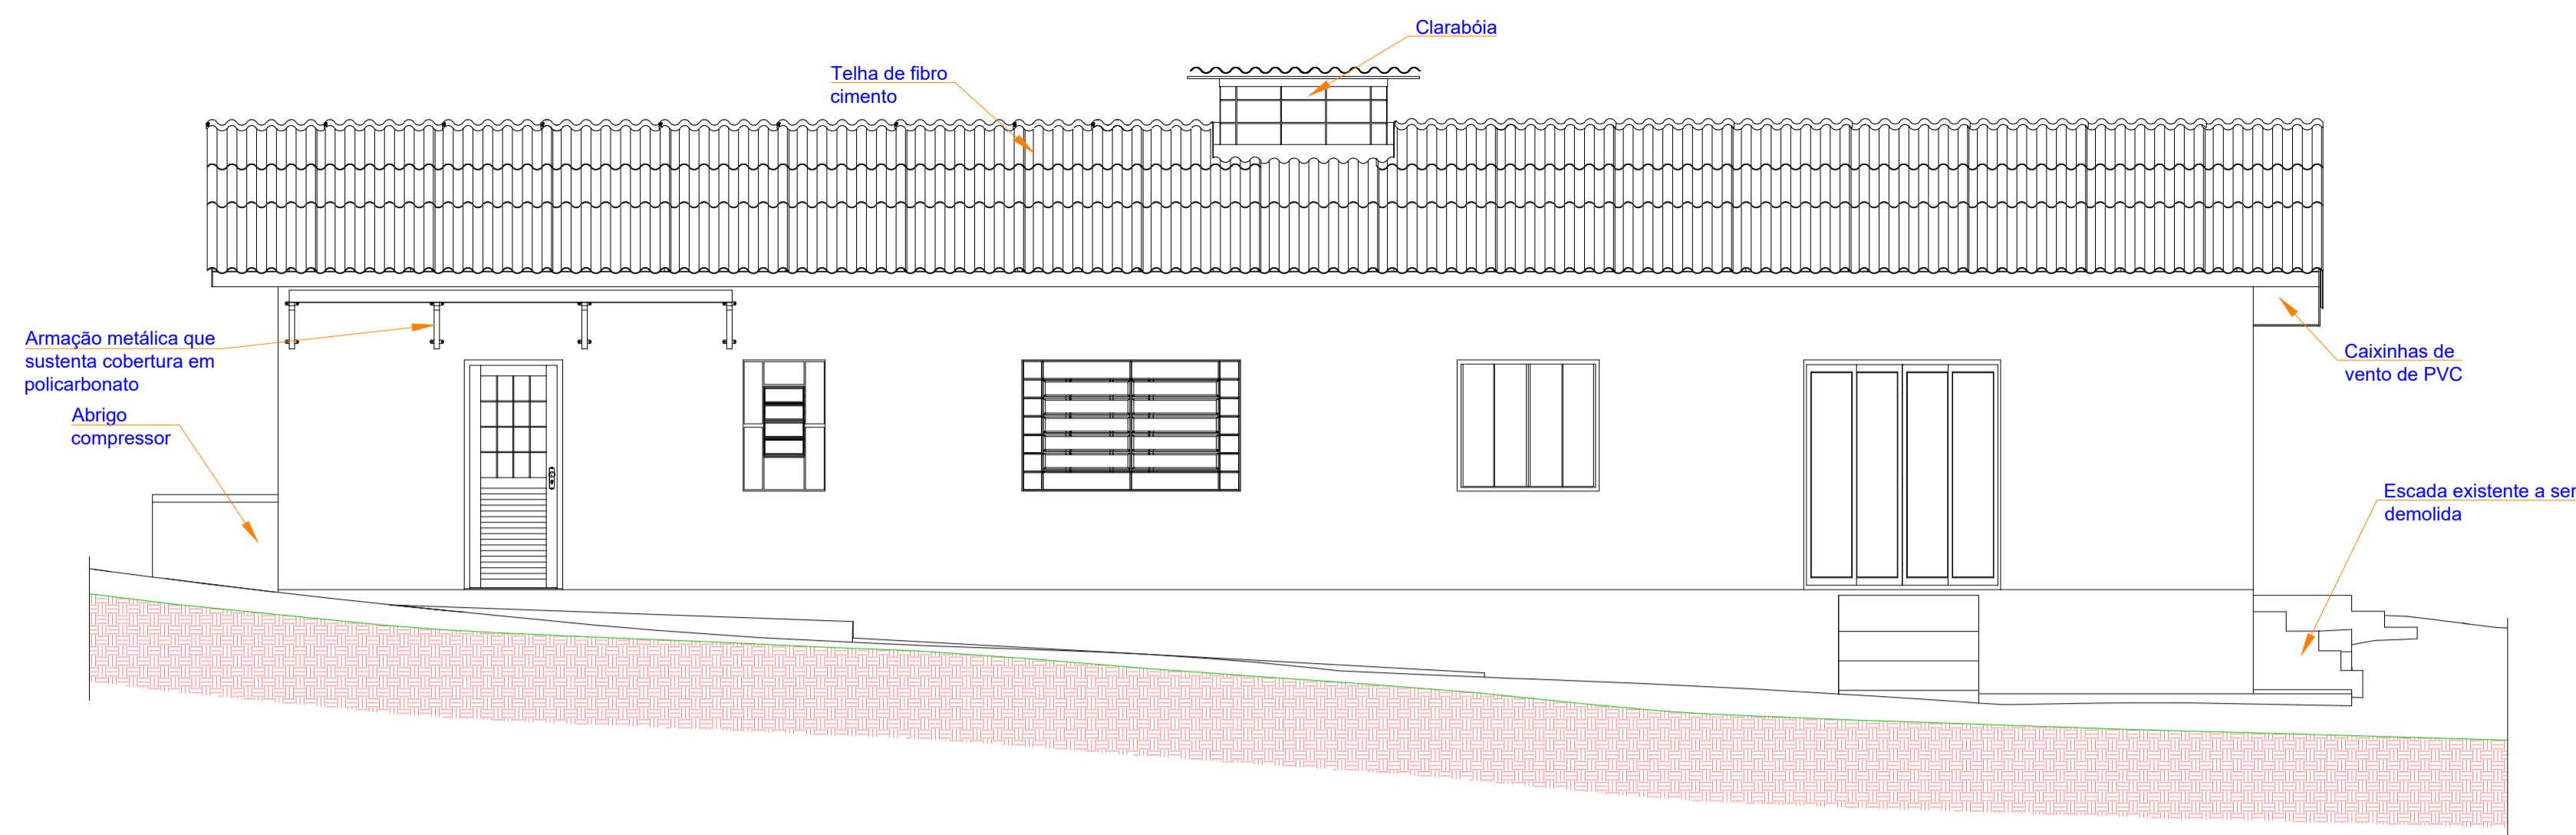 Clarabóia
Telha de fibro
cimento
Armação metálica que
sustenta cobertura em
policarbonato
Caixinhas de
vento de PVC
Abrigo
compressor
Escada existente a ser
demolida